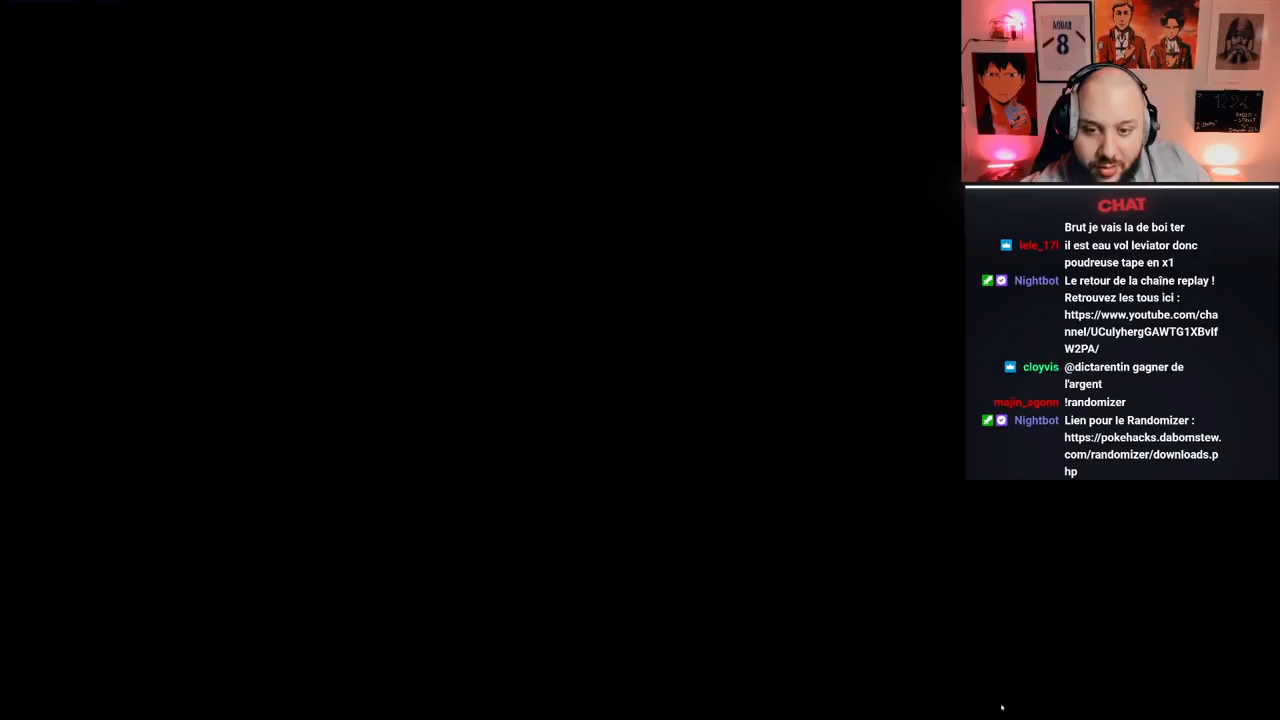 AOUAR
8
CHAT
Brut je vais la de boi ter
lele_17l il est eau vol leviator donc
poudreuse tape en x1
Nightbot Le retour de la chaîne replay !
Retrouvez les tous ici :
https://www.youtube.com/cha
nnel/UCulyhergGAWTG1XBvIf
W2PA/
cloyvis @dictarentin gagner de
l'argent
majin_agonn !randomizer
Nightbot Lien pour le Randomizer :
https://pokehacks.dabomstew.
com/randomizer/downloads.p
hp